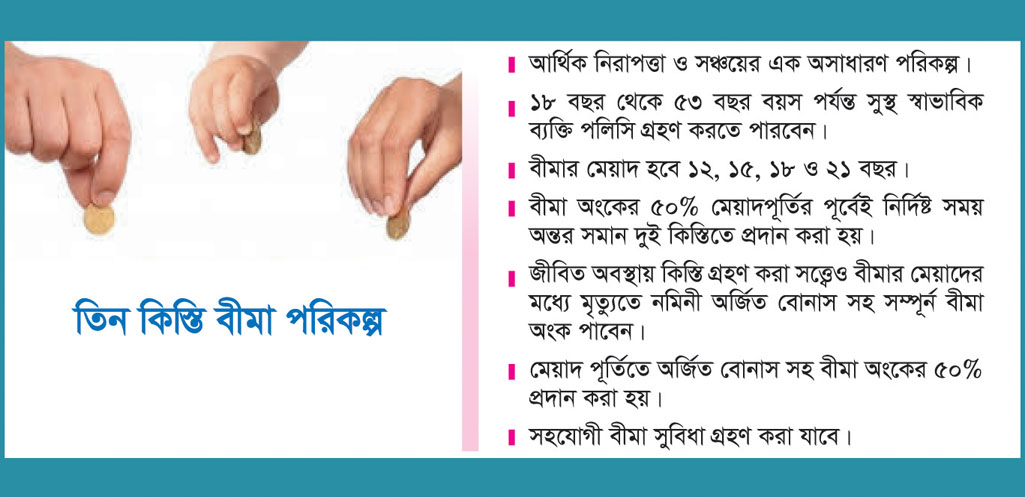 তিন কিস্তি বীমা পরিকল্প
আর্থিক নিরাপত্তা ও সঞ্চয়ের এক অসাধারণ পরিকল্প।
১৮ বছর থেকে ৫৩ বছর বয়স পর্যন্ত সুস্থ স্বাভাবিক
ব্যক্তি পলিসি গ্রহণ করতে পারবেন।
বীমার মেয়াদ হবে ১২, ১৫, ১৮ ও ২১ বছর।
বীমা অংকের ৫০% মেয়াদপূর্তির পূর্বেই নির্দিষ্ট সময়
অন্তর সমান দুই কিস্তিতে প্রদান করা হয়।
জীবিত অবস্থায় কিস্তি গ্রহণ করা সত্ত্বেও বীমার মেয়াদের
মধ্যে মৃত্যুতে নমিনী অর্জিত বোনাস সহ সম্পূর্ন বীমা
অংক পাবেন।
মেয়াদ পূর্তিতে অর্জিত বোনাস সহ বীমা অংকের ৫০%
প্রদান করা হয়।
সহযোগী বীমা সুবিধা গ্রহণ করা যাবে।